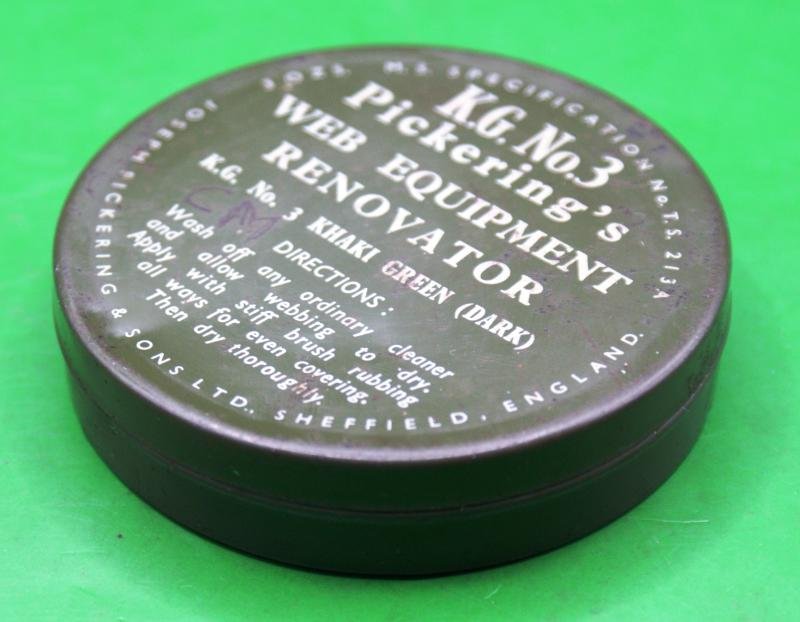 K.G. No.3
Pickering's
WEB EQUIPMENT
RENOVATOR
K.G. No. 3 KHAKI GREEN (DARK)
CM
DIRECTIONS:
Wash off any ordinary cleaner
and allow webbing to dry.
Apply with stiff brush rubbing
all ways for even covering.
Then dry thoroughly.
JOSEPH PICKERING & SONS LTD., SHEFFIELD, ENGLAND.
SPECIFICATION No. T.S. 213A